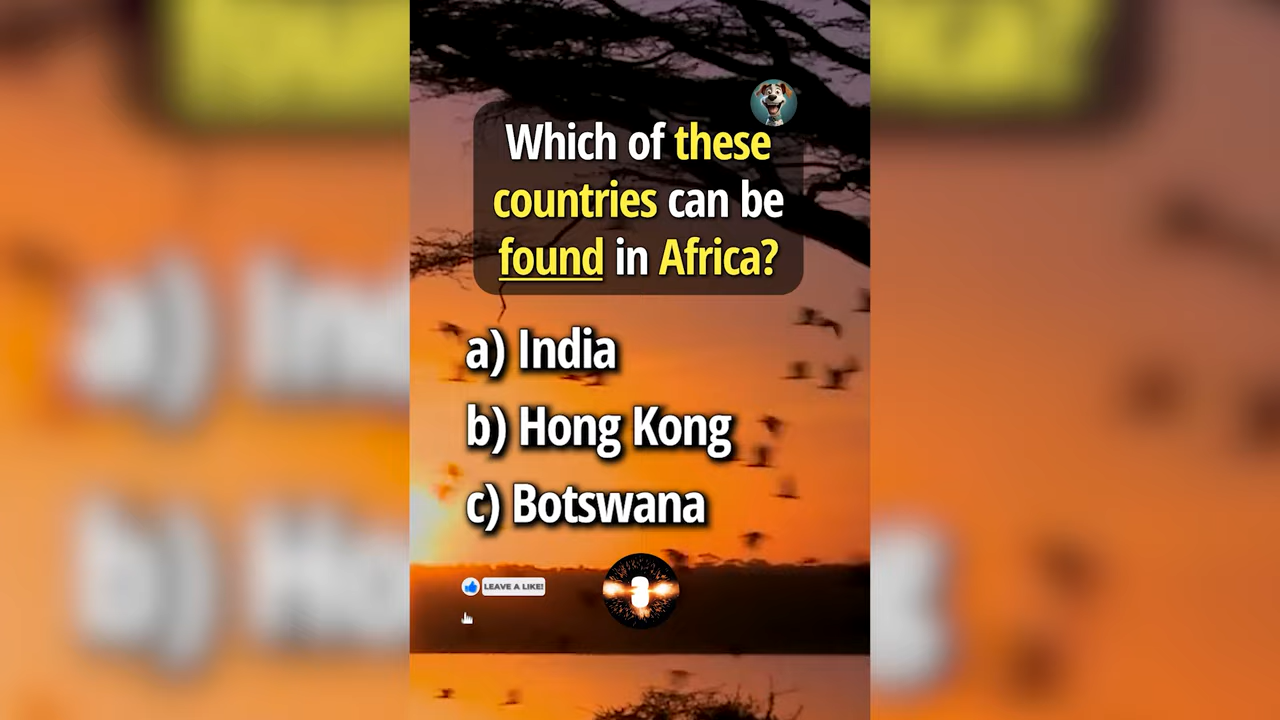 Which of these
countries can be
found in Africa?
a) India
b) Hong Kong
c) Botswana
LEAVE A LIKE!